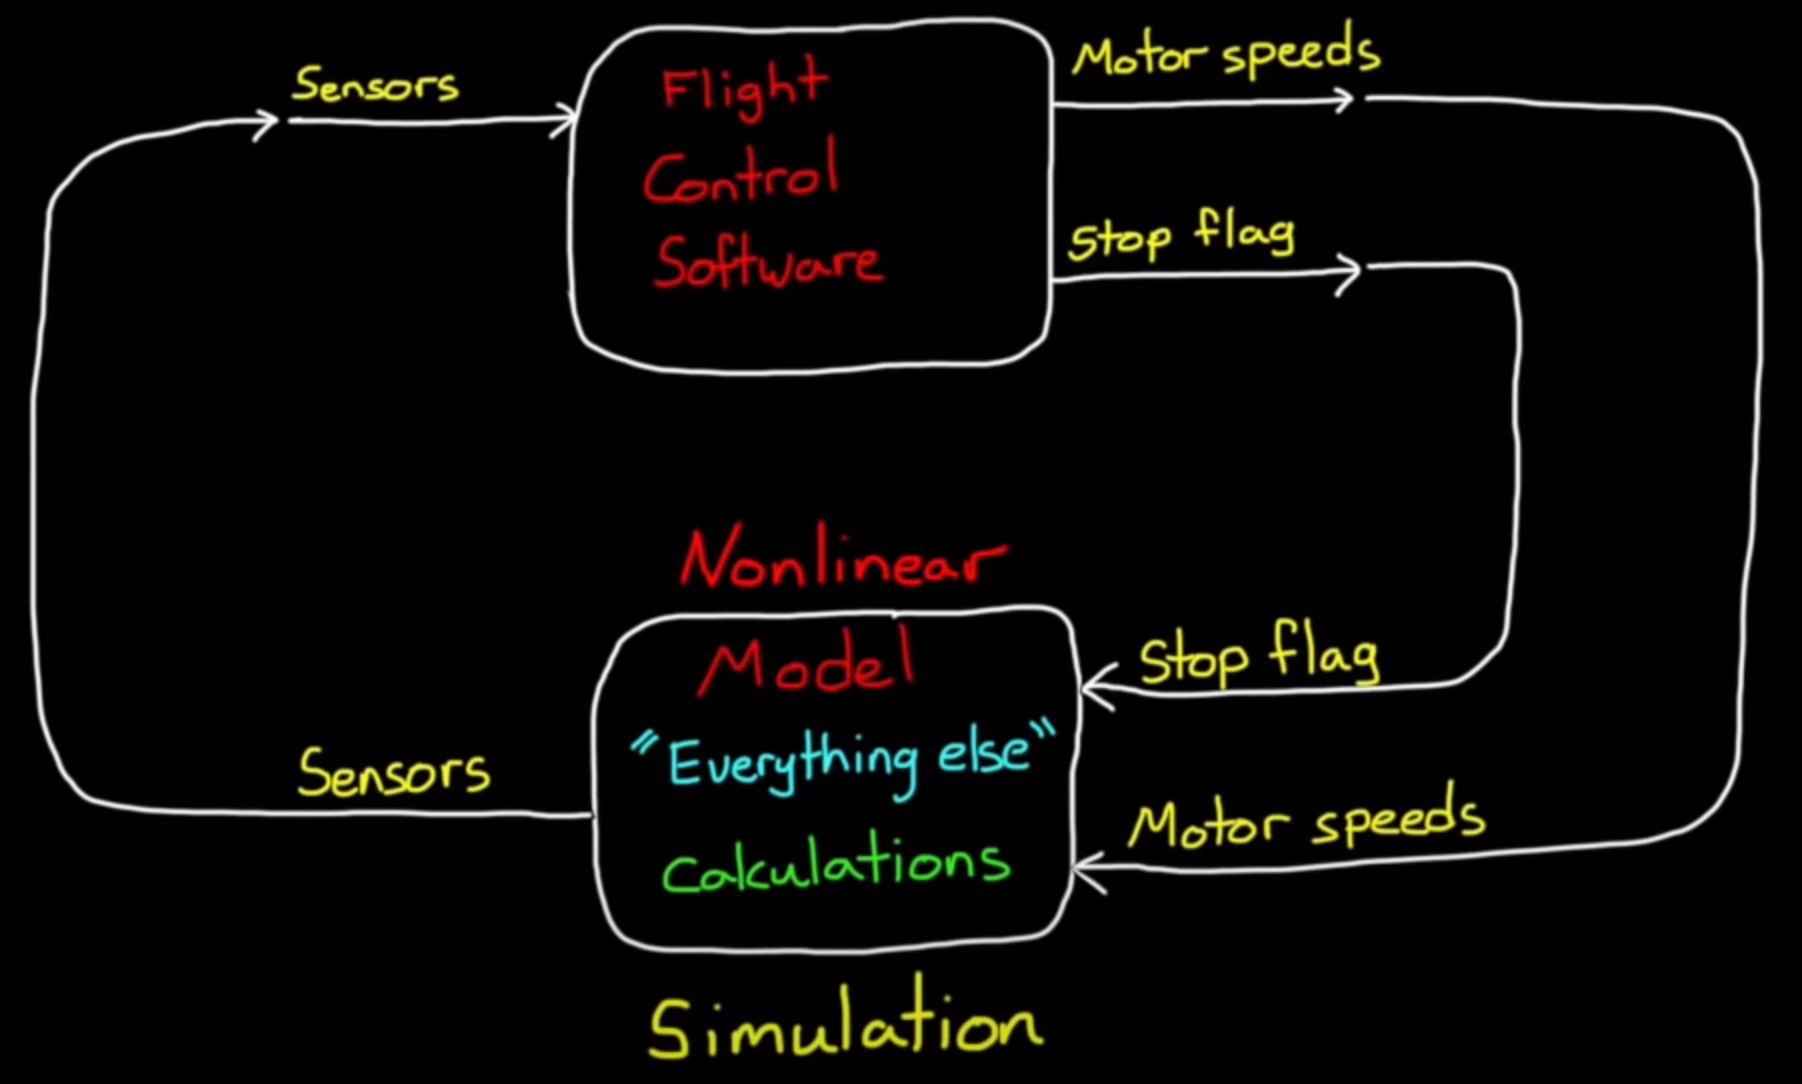 Sensors
Flight
Control
Software
Motor speeds
Stop flag
Nonlinear
Model
"Everything else"
Calculations
Stop flag
Motor speeds
Sensors
Simulation